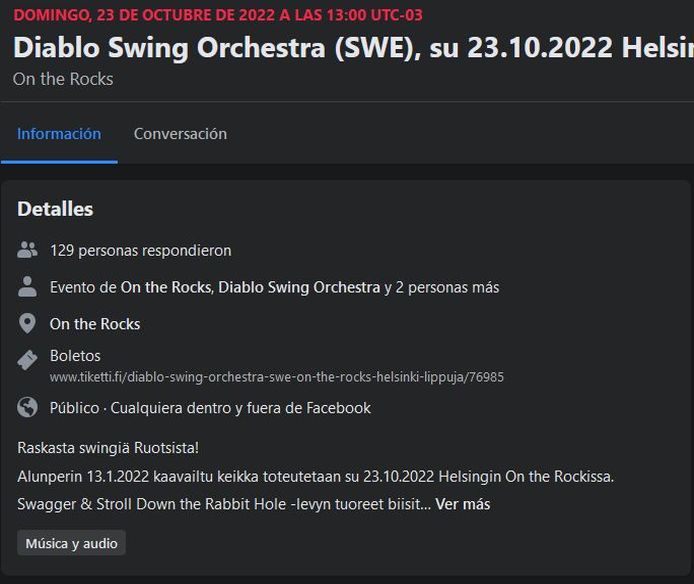 DOMINGO, 23 DE OCTUBRE DE 2022 A LAS 13:00 UTC-03
Diablo Swing Orchestra (SWE), su 23.10.2022 Helsin
On the Rocks
Información Conversación
Detalles
129 personas respondieron
Evento de On the Rocks, Diablo Swing Orchestra y 2 personas más
On the Rocks
Boletos
www.tiketti.fi/diablo-swing-orchestra-swe-on-the-rocks-helsinki-lippuja/76985
Público · Cualquiera dentro y fuera de Facebook
Raskasta swingiä Ruotsista!
Alunperin 13.1.2022 kaavailtu keikka toteutetaan su 23.10.2022 Helsingin On the Rockissa.
Swagger & Stroll Down the Rabbit Hole -levyn tuoreet biisit... Ver más
Música y audio